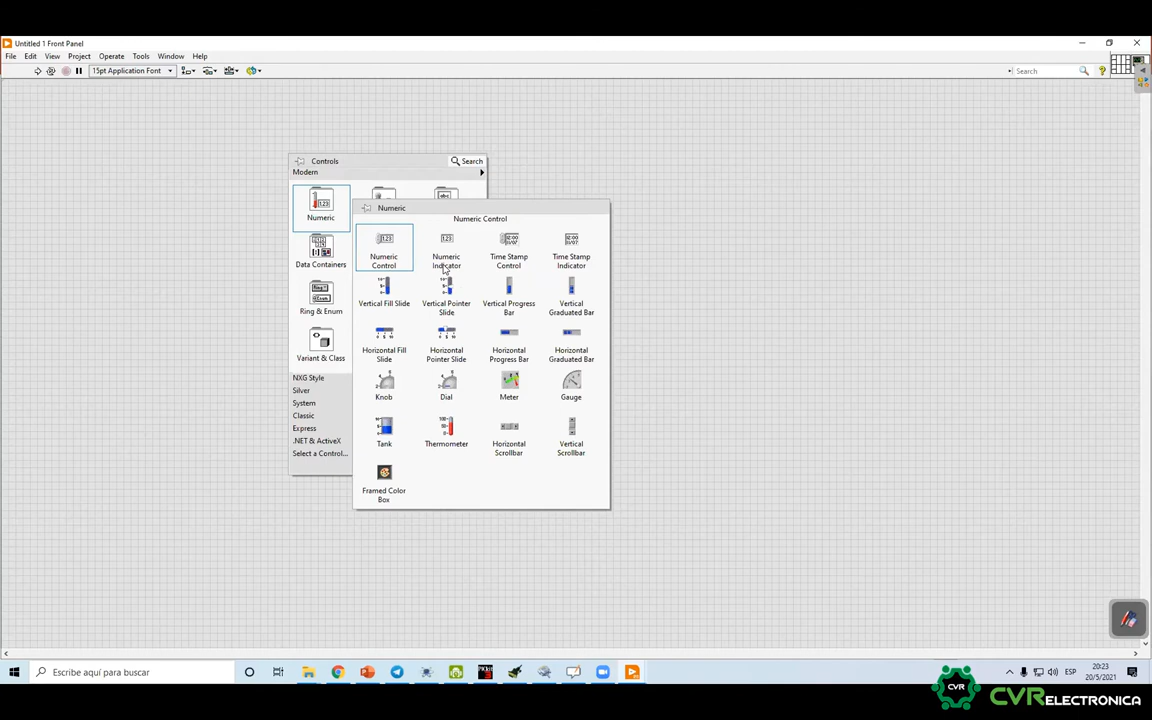 Untitled 1 Front Panel
File Edit View Project Operate Tools Window Help
15pt Application Font
Search
Controls
Search
Modern
Numeric
Data Containers
Ring & Enum
Variant & Class
NXG Style
Silver
System
Classic
Express
.NET & ActiveX
Select a Control...
Numeric
Numeric Control
Numeric
Control
Numeric
Indicator
Time Stamp
Control
Time Stamp
Indicator
Vertical Fill Slide
Vertical Pointer
Slide
Vertical Progress
Bar
Vertical
Graduated Bar
Horizontal Fill
Slide
Horizontal
Pointer Slide
Horizontal
Progress Bar
Horizontal
Graduated Bar
Knob
Dial
Meter
Gauge
Tank
Thermometer
Horizontal
Scrollbar
Vertical
Scrollbar
Framed Color
Box
Escribe aquí para buscar
ESP
20:23
20/5/2021
CVR
CVRELECTRONICA